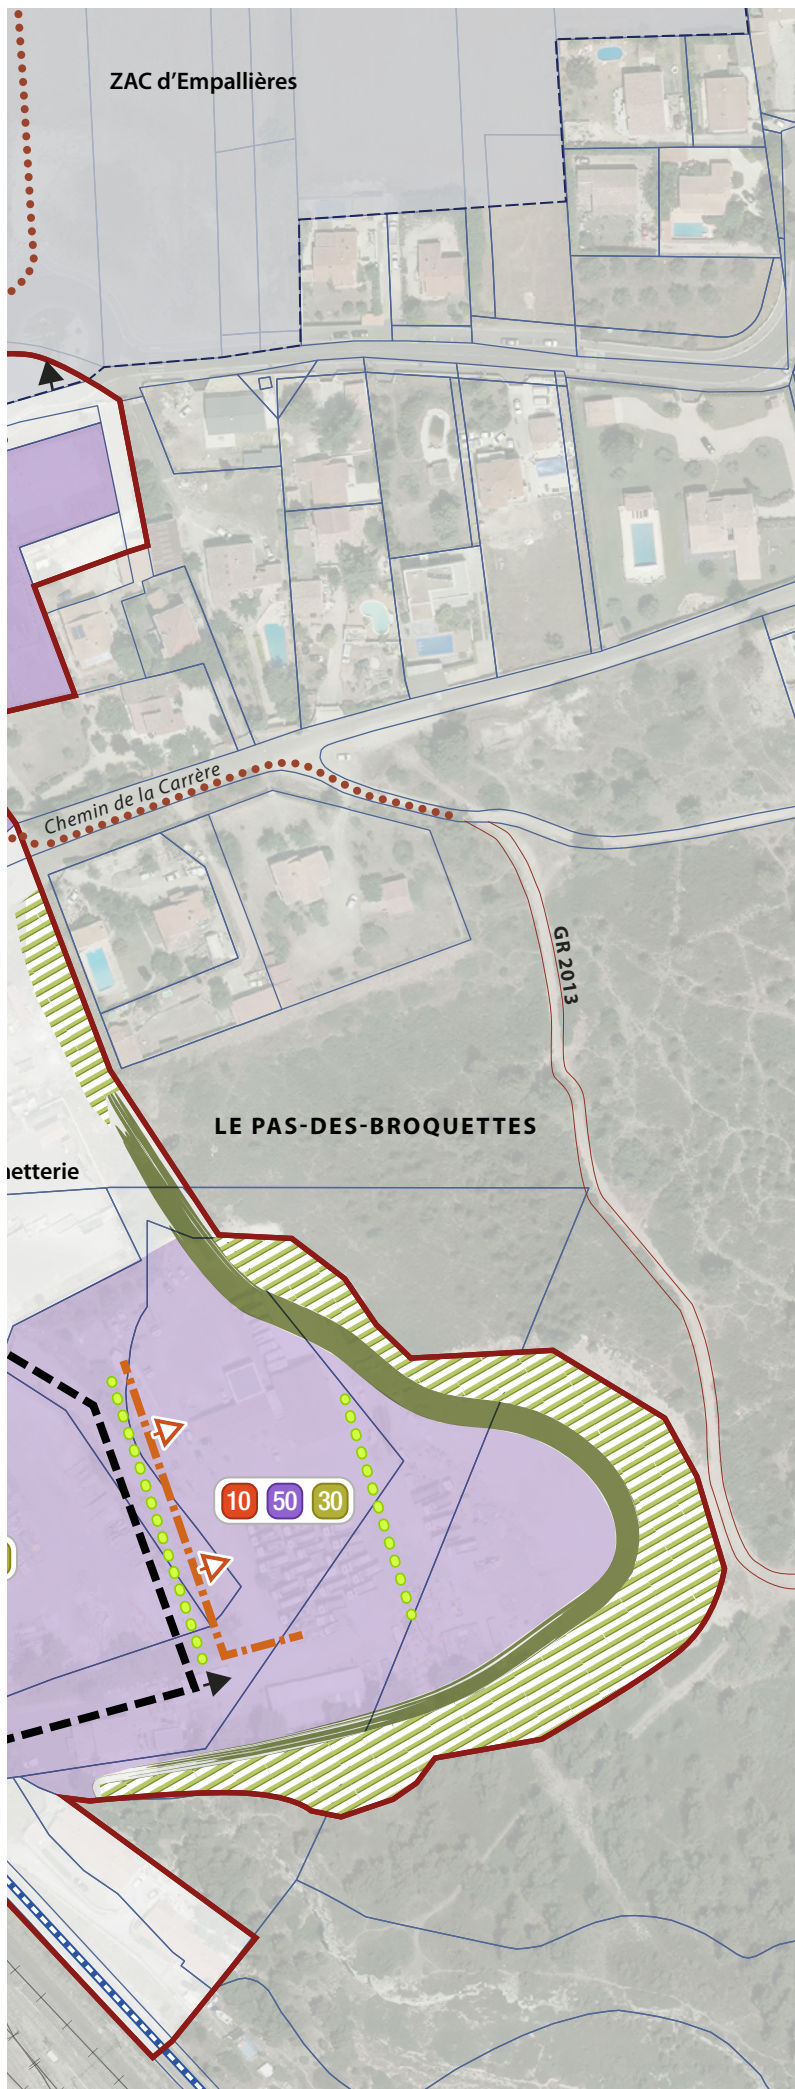 ZAC d'Empallières
Chemin de la Carrère
GR 2013
LE PAS-DES-BROQUETTES
etterie
10 50 30